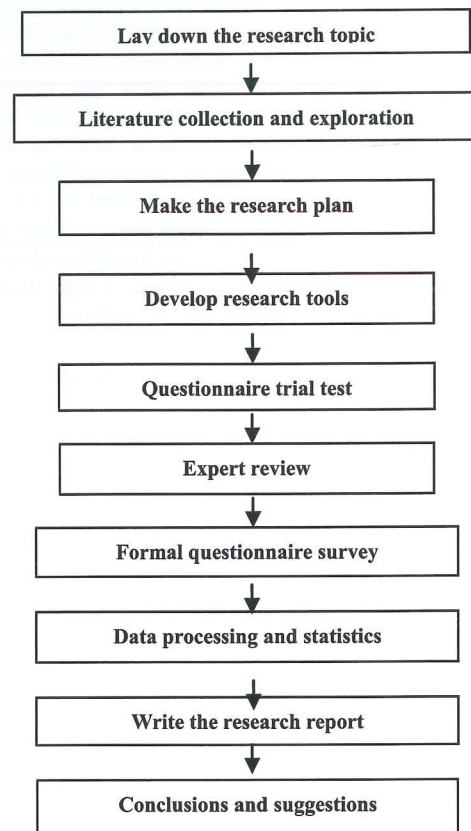 Lay down the research topic
Literature collection and exploration
Make the research plan
Develop research tools
Questionnaire trial test
Expert review
Formal questionnaire survey
Data processing and statistics
Write the research report
Conclusions and suggestions